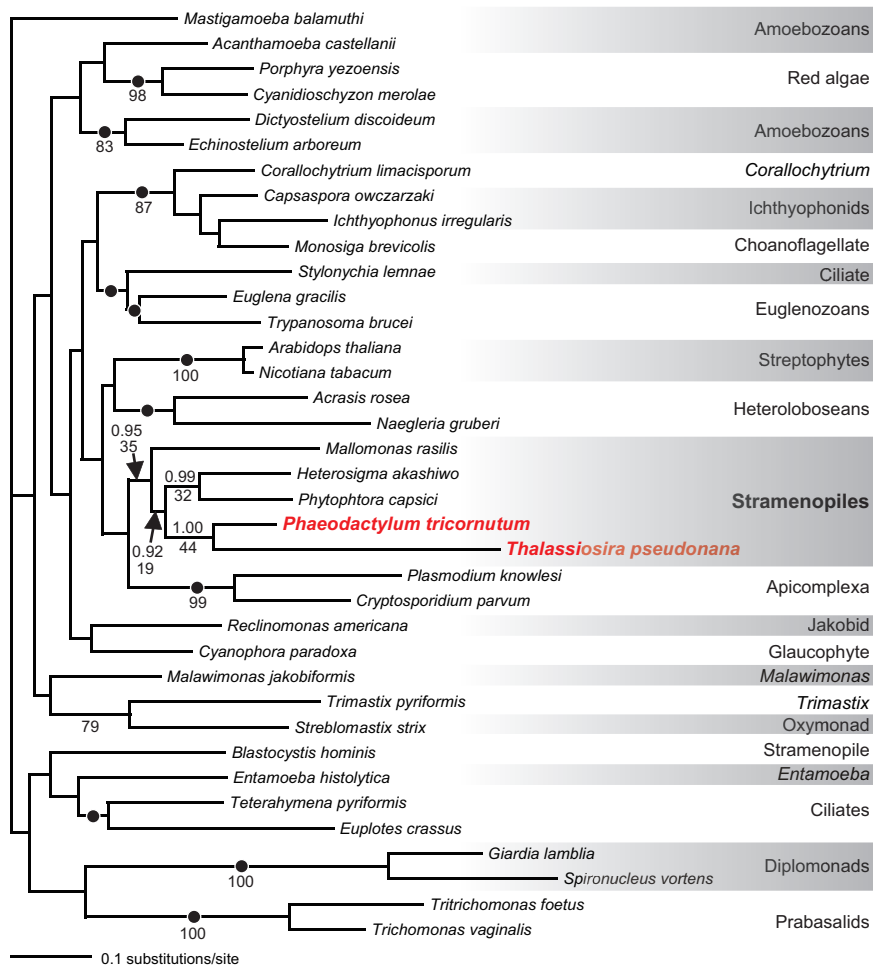 Mastigamoeba balamuthi
Amoebozoans
Acanthamoeba castellanii
Porphyra yezoensis
Red algae
98
Cyanidioschyzon merolae
Dictyostelium discoideum
Amoebozoans
83
Echinostelium arboreum
Corallochytrium limacisporum
Corallochytrium
87
Capsaspora owczarzaki
Ichthyophonids
Ichthyophonus irregularis
Monosiga brevicolis
Choanoflagellate
Stylonychia lemnae
Ciliate
Euglena gracilis
Euglenozoans
Trypanosoma brucei
Arabidops thaliana
Streptophytes
100
Nicotiana tabacum
Acrasis rosea
Heteroloboseans
Naegleria gruberi
0.95
35
Mallomonas rasilis
0.99
32
Heterosigma akashiwo
Phytophtora capsici
Stramenopiles
1.00
44
Phaeodactylum tricornutum
Thalassiosira pseudonana
0.92
19
Plasmodium knowlesi
Apicomplexa
99
Cryptosporidium parvum
Reclinomonas americana
Jakobid
Cyanophora paradoxa
Glaucophyte
Malawimonas jakobiformis
Malawimonas
Trimastix pyriformis
Trimastix
79
Streblomastix strix
Oxymonad
Blastocystis hominis
Stramenopile
Entamoeba histolytica
Entamoeba
Teterahymena pyriformis
Ciliates
Euplotes crassus
Giardia lamblia
Diplomonads
100
Spironucleus vortens
Tritrichomonas foetus
Prabasalids
100
Trichomonas vaginalis
0.1 substitutions/site